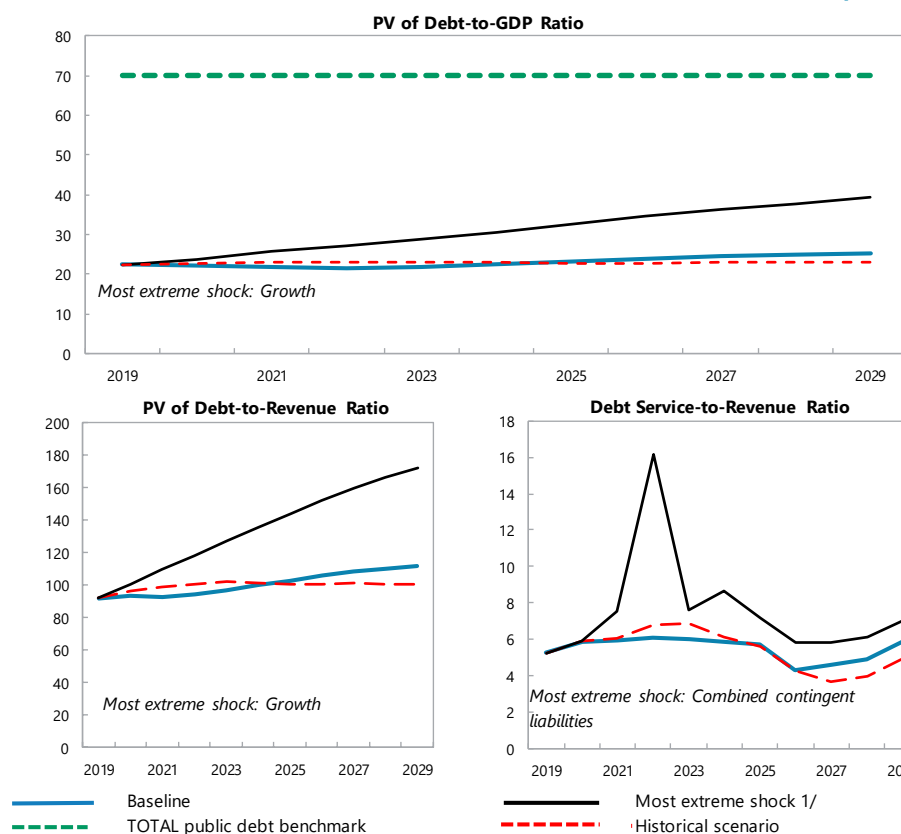 PV of Debt-to-GDP Ratio
80
70
60
50
40
30
20
10
0
Most extreme shock: Growth
2019 2021 2023 2025 2027 2029
PV of Debt-to-Revenue Ratio
200
180
160
140
120
100
80
60
40
20
0
Most extreme shock: Growth
2019 2021 2023 2025 2027 2029
Debt Service-to-Revenue Ratio
18
16
14
12
10
8
6
4
2
0
Most extreme shock: Combined contingent
liabilities
2019 2021 2023 2025 2027
Baseline
Most extreme shock 1/
TOTAL public debt benchmark
Historical scenario